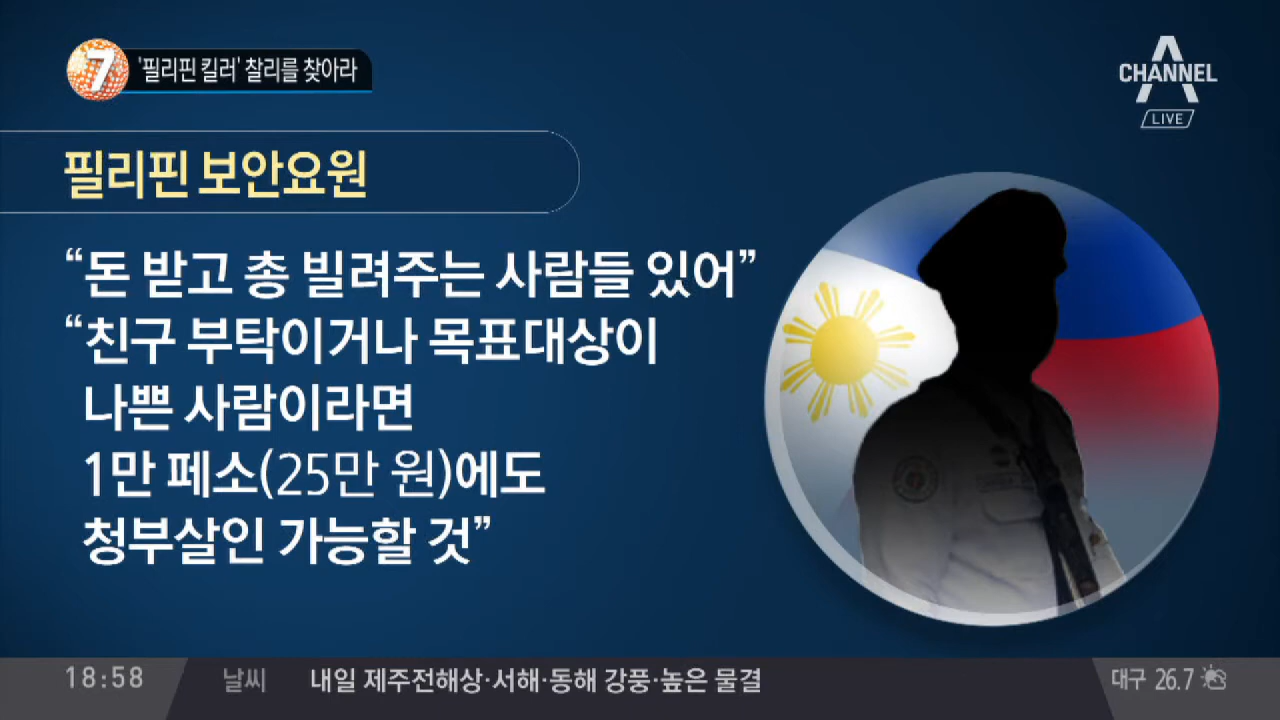 7 '필리핀 킬러' 찰리를 찾아라
CHANNEL A
LIVE
필리핀 보안요원
“돈 받고 총 빌려주는 사람들 있어”
“친구 부탁이거나 목표대상이
나쁜 사람이라면
1만 페소(25만 원)에도
청부살인 가능할 것”
18:58 날씨 내일 제주전해상·서해·동해 강풍·높은 물결 대구 26.7